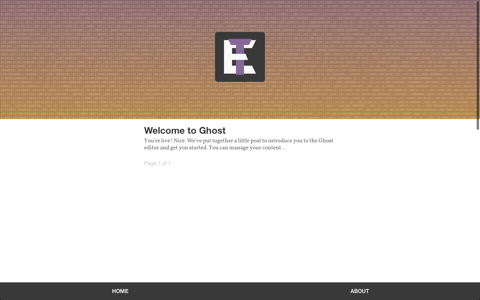 ET
Welcome to Ghost
You're live! Nice. We've put together a little post to introduce you to the Ghost
editor and get you started. You can manage your content…
Page 1 of 1
HOME
ABOUT